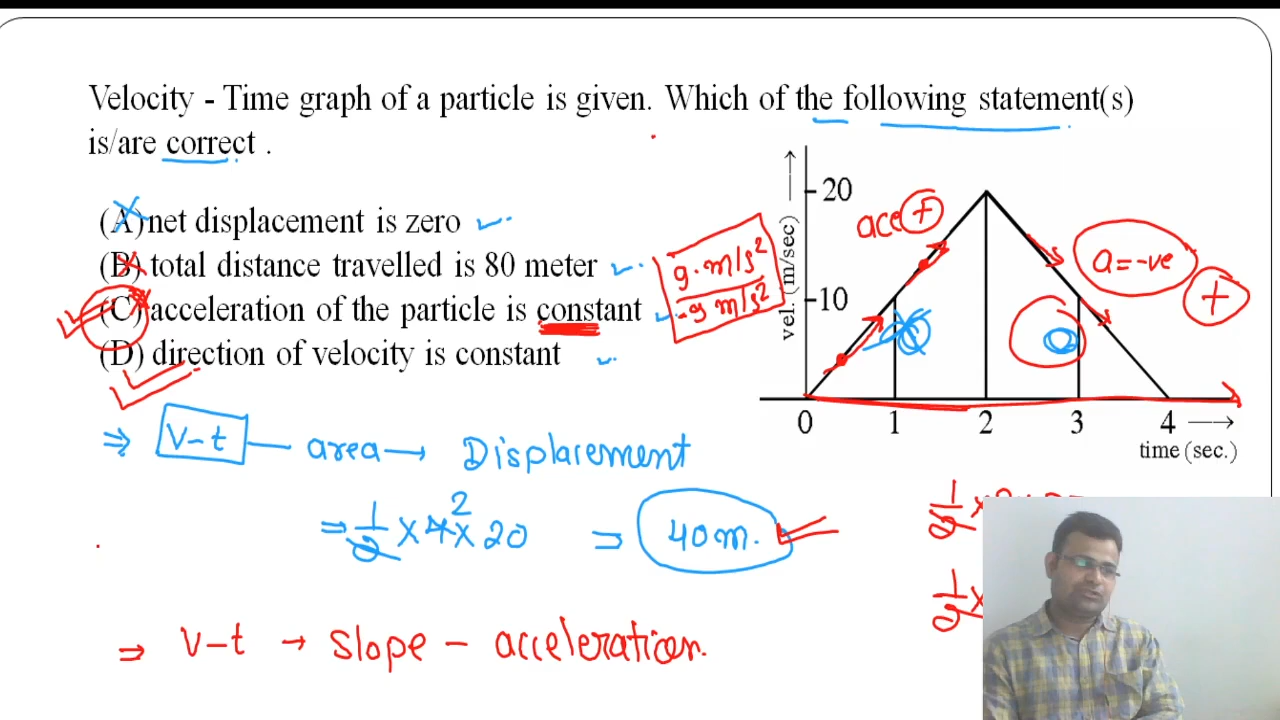 Velocity - Time graph of a particle is given. Which of the following statement(s)
is/are correct .
(A) net displacement is zero
(B) total distance travelled is 80 meter
(C) acceleration of the particle is constant
(D) direction of velocity is constant
9 m/s²
-9 m/s²
acc +
a = -ve
+
20
10
vel. (m/sec)
0 1 2 3 4
time (sec.)
⇒ V-t — area → Displacement
⇒ 1/2 × 4 2 × 20 ⇒ 40m.
⇒ V-t → Slope - acceleration.